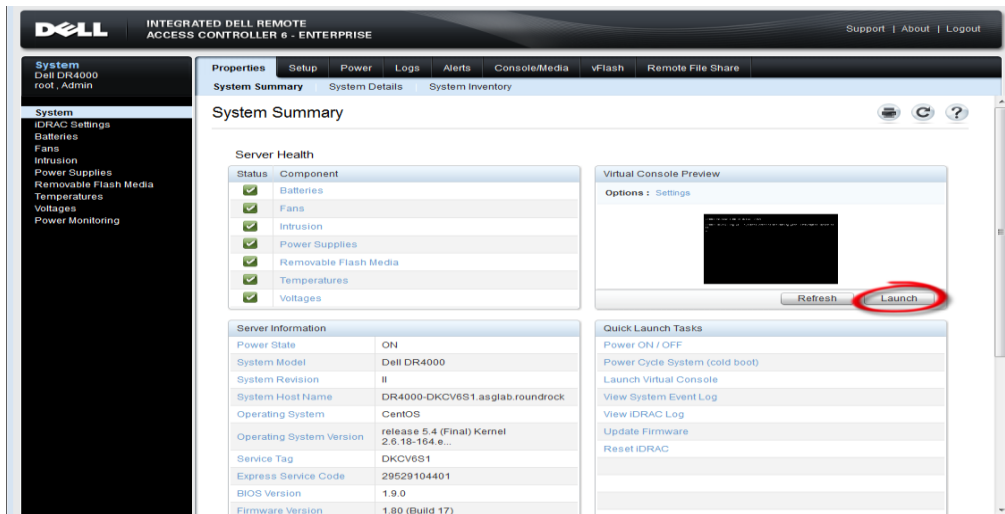 DELL
INTEGRATED DELL REMOTE
ACCESS CONTROLLER 6 - ENTERPRISE
Support | About | Logout
System
Dell DR4000
root , Admin
Properties Setup Power Logs Alerts Console/Media vFlash Remote File Share
System Summary System Details System Inventory
System
iDRAC Settings
Batteries
Fans
Intrusion
Power Supplies
Removable Flash Media
Temperatures
Voltages
Power Monitoring
System Summary
?
Server Health
Status Component
Batteries
Fans
Intrusion
Power Supplies
Removable Flash Media
Temperatures
Voltages
Virtual Console Preview
Options : Settings
Refresh Launch
Server Information
Power State ON
System Model Dell DR4000
System Revision II
System Host Name DR4000-DKCV6S1.asglab.roundrock
Operating System CentOS
Operating System Version release 5.4 (Final) Kernel
2.6.18-164.e...
Service Tag DKCV6S1
Express Service Code 29529104401
BIOS Version 1.9.0
Firmware Version 1.80 (Build 17)
Quick Launch Tasks
Power ON / OFF
Power Cycle System (cold boot)
Launch Virtual Console
View System Event Log
View iDRAC Log
Update Firmware
Reset iDRAC